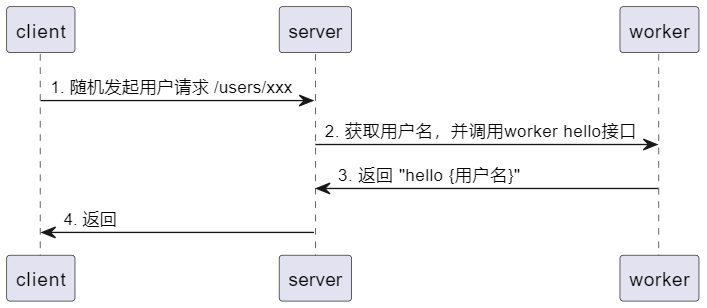 client
server
worker
1. 随机发起用户请求 /users/xxx
2. 获取用户名，并调用worker hello接口
3. 返回 "hello {用户名}"
4. 返回
client
server
worker